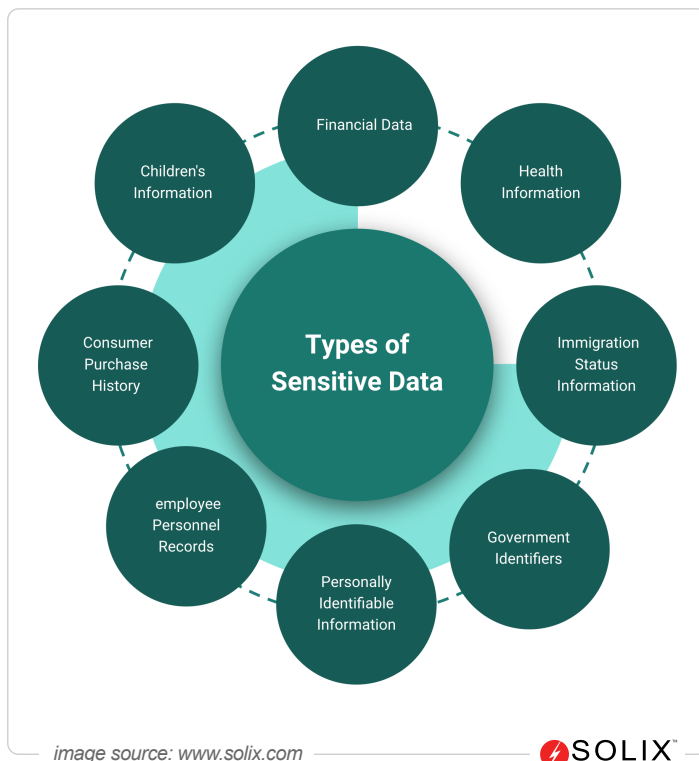 Financial Data
Health
Information
Immigration
Status
Information
Government
Identifiers
Personally
Identifiable
Information
employee
Personnel
Records
Consumer
Purchase
History
Children's
Information
Types of
Sensitive Data
image source: www.solix.com
SOLIX™